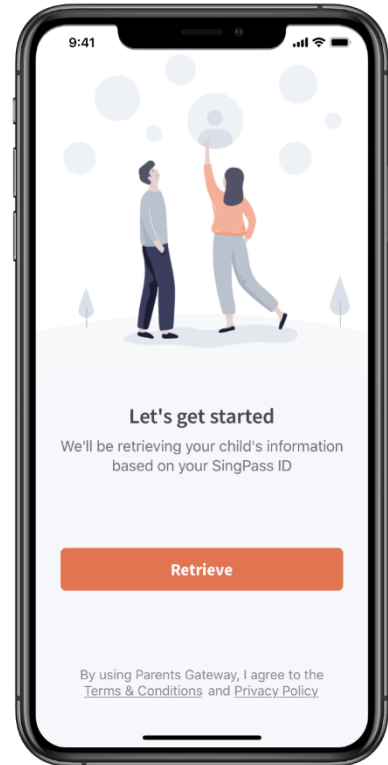 9:41
Let's get started
We'll be retrieving your child's information
based on your SingPass ID
Retrieve
By using Parents Gateway, I agree to the
Terms & Conditions and Privacy Policy